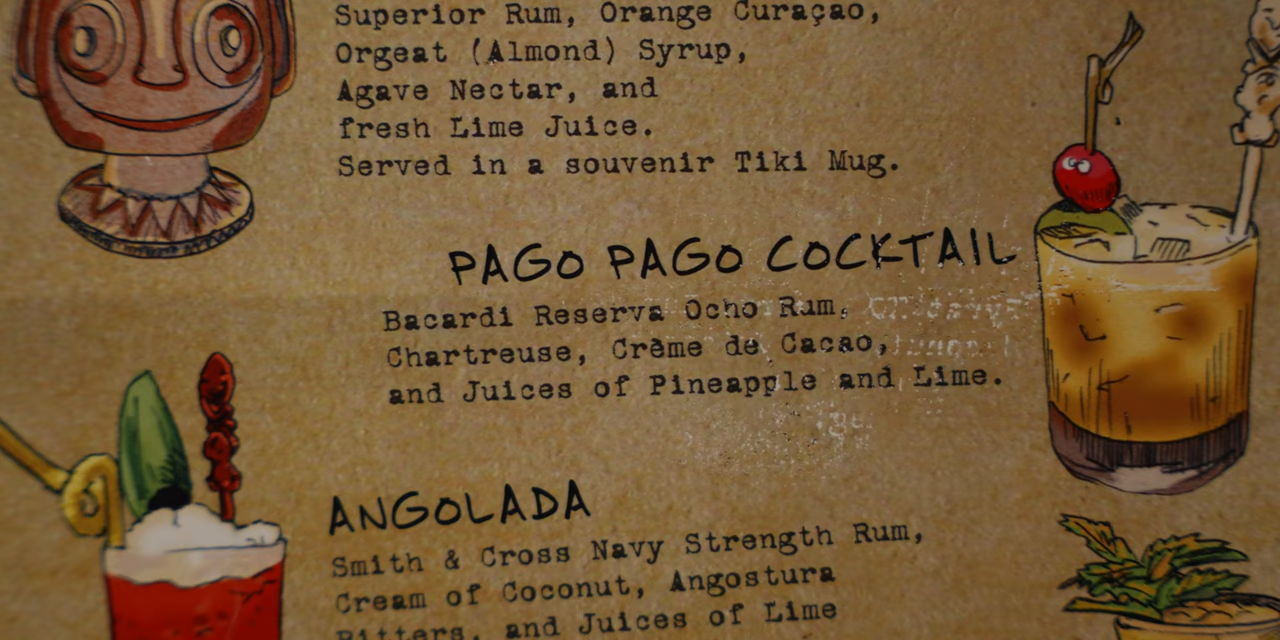 Superior Rum, Orange Curaçao,
Orgeat (Almond) Syrup,
Agave Nectar, and
fresh Lime Juice.
Served in a souvenir Tiki Mug.
PAGO PAGO COCKTAIL
Bacardi Reserva Ocho Rum,
Chartreuse, Crème de Cacao,
and Juices of Pineapple and Lime.
ANGOLADA
Smith & Cross Navy Strength Rum,
Cream of Coconut, Angostura
Bitters, and Juices of Lime